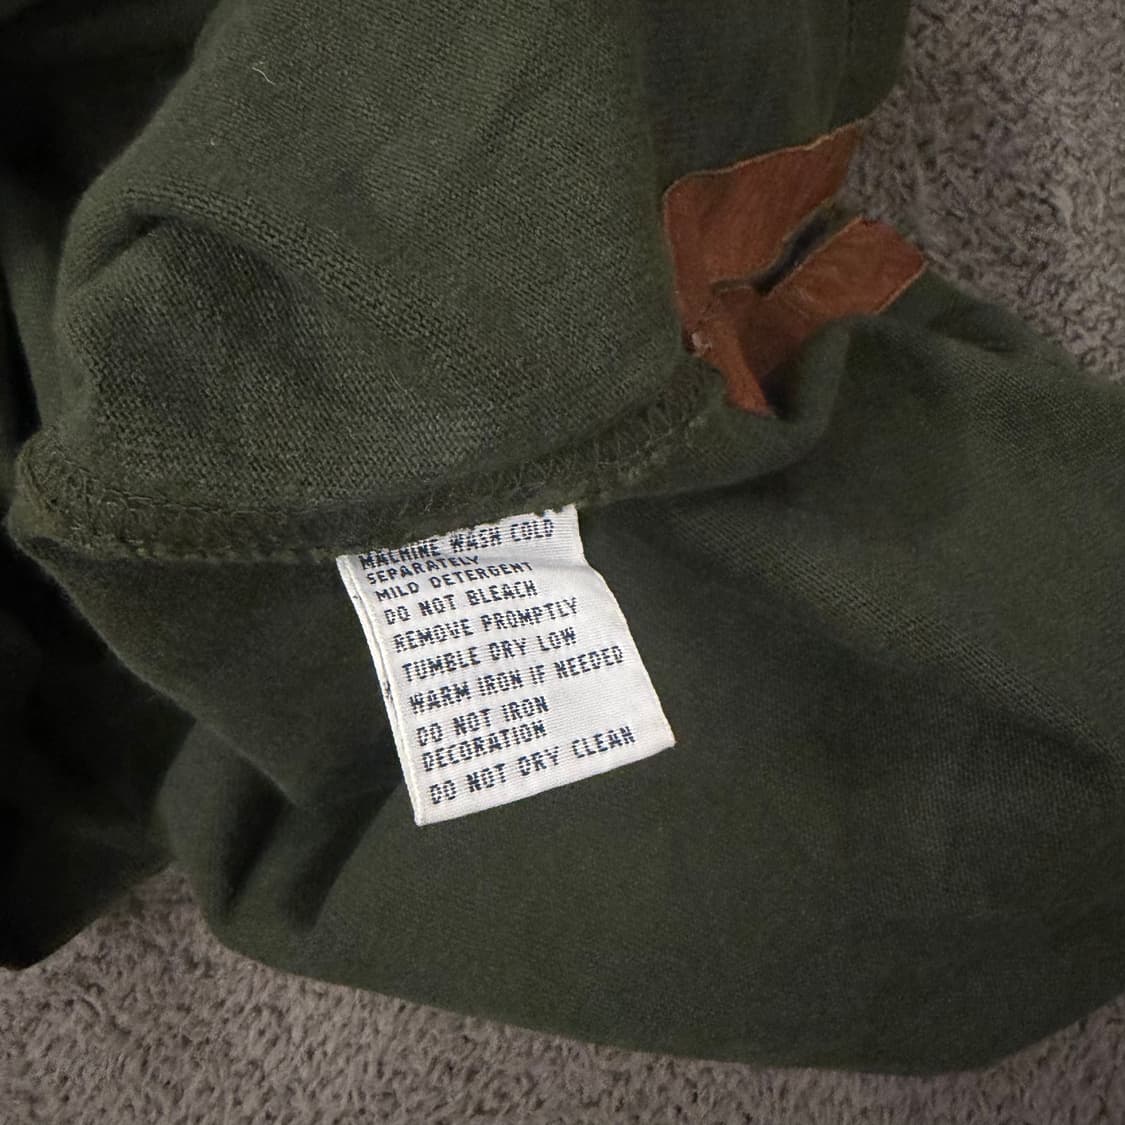 MACHINE WASH COLD
SEPARATELY
MILD DETERGENT
DO NOT BLEACH
REMOVE PROMPTLY
TUMBLE DRY LOW
WARM IRON IF NEEDED
DO NOT IRON
DECORATION
DO NOT DRY CLEAN